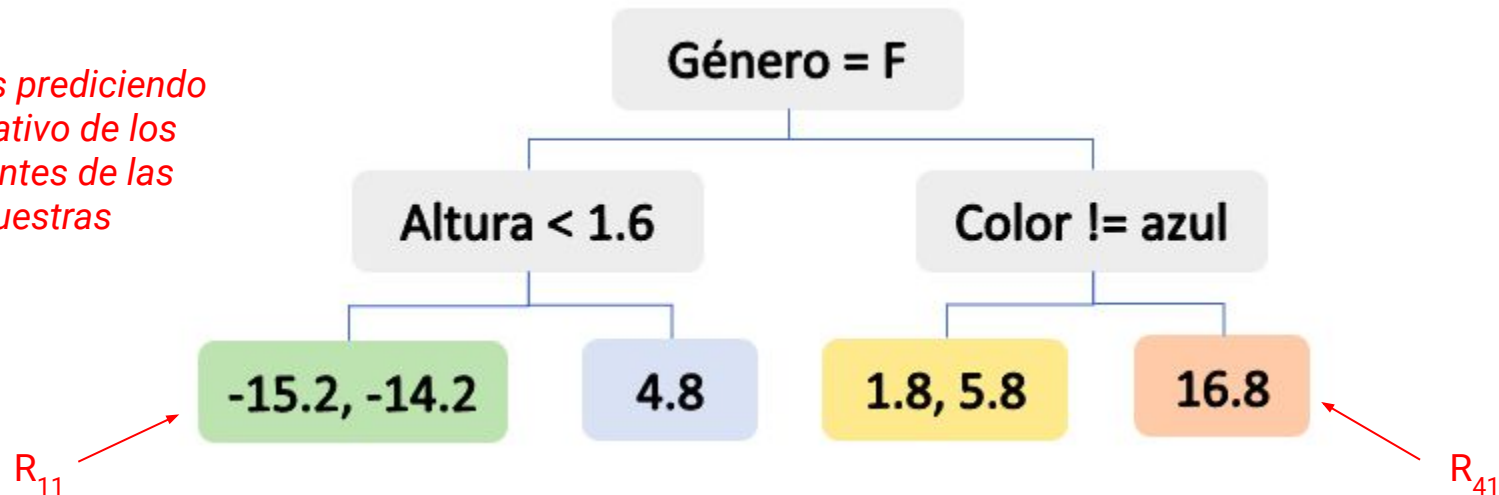 Género = F
s prediciendo
ativo de los
ntes de las
uestras
Altura < 1.6
Color != azul
-15.2, -14.2
4.8
1.8, 5.8
16.8
R₁₁
R₄₁